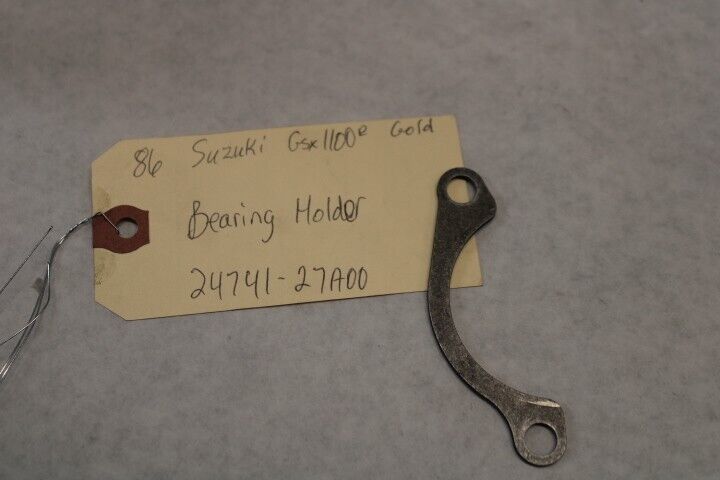 86 Suzuki Gsx1100e Gold
Bearing Holder
24741-27A00